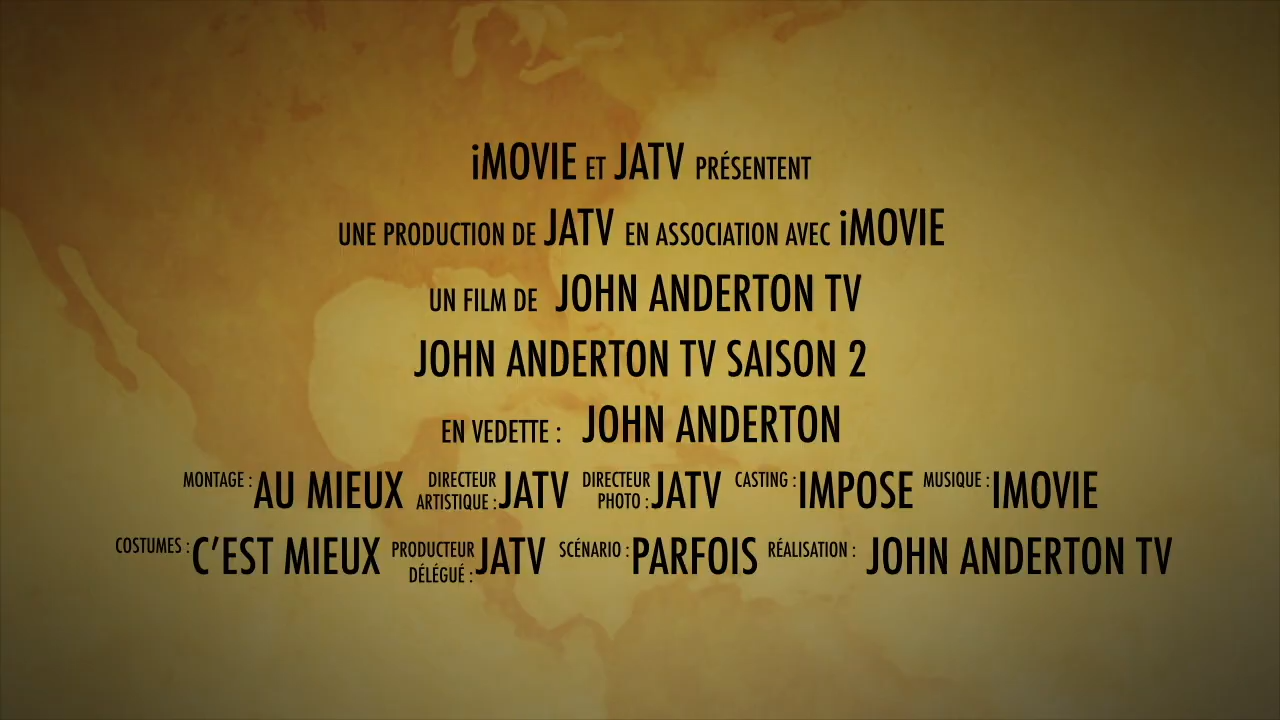 iMOVIE ET JATV PRÉSENTENT
UNE PRODUCTION DE JATV EN ASSOCIATION AVEC iMOVIE
UN FILM DE JOHN ANDERTON TV
JOHN ANDERTON TV SAISON 2
EN VEDETTE : JOHN ANDERTON
MONTAGE : AU MIEUX DIRECTEUR ARTISTIQUE : JATV DIRECTEUR PHOTO : JATV CASTING : IMPOSE MUSIQUE : IMOVIE
COSTUMES : C'EST MIEUX PRODUCTEUR DÉLÉGUÉ : JATV SCÉNARIO : PARFOIS RÉALISATION : JOHN ANDERTON TV